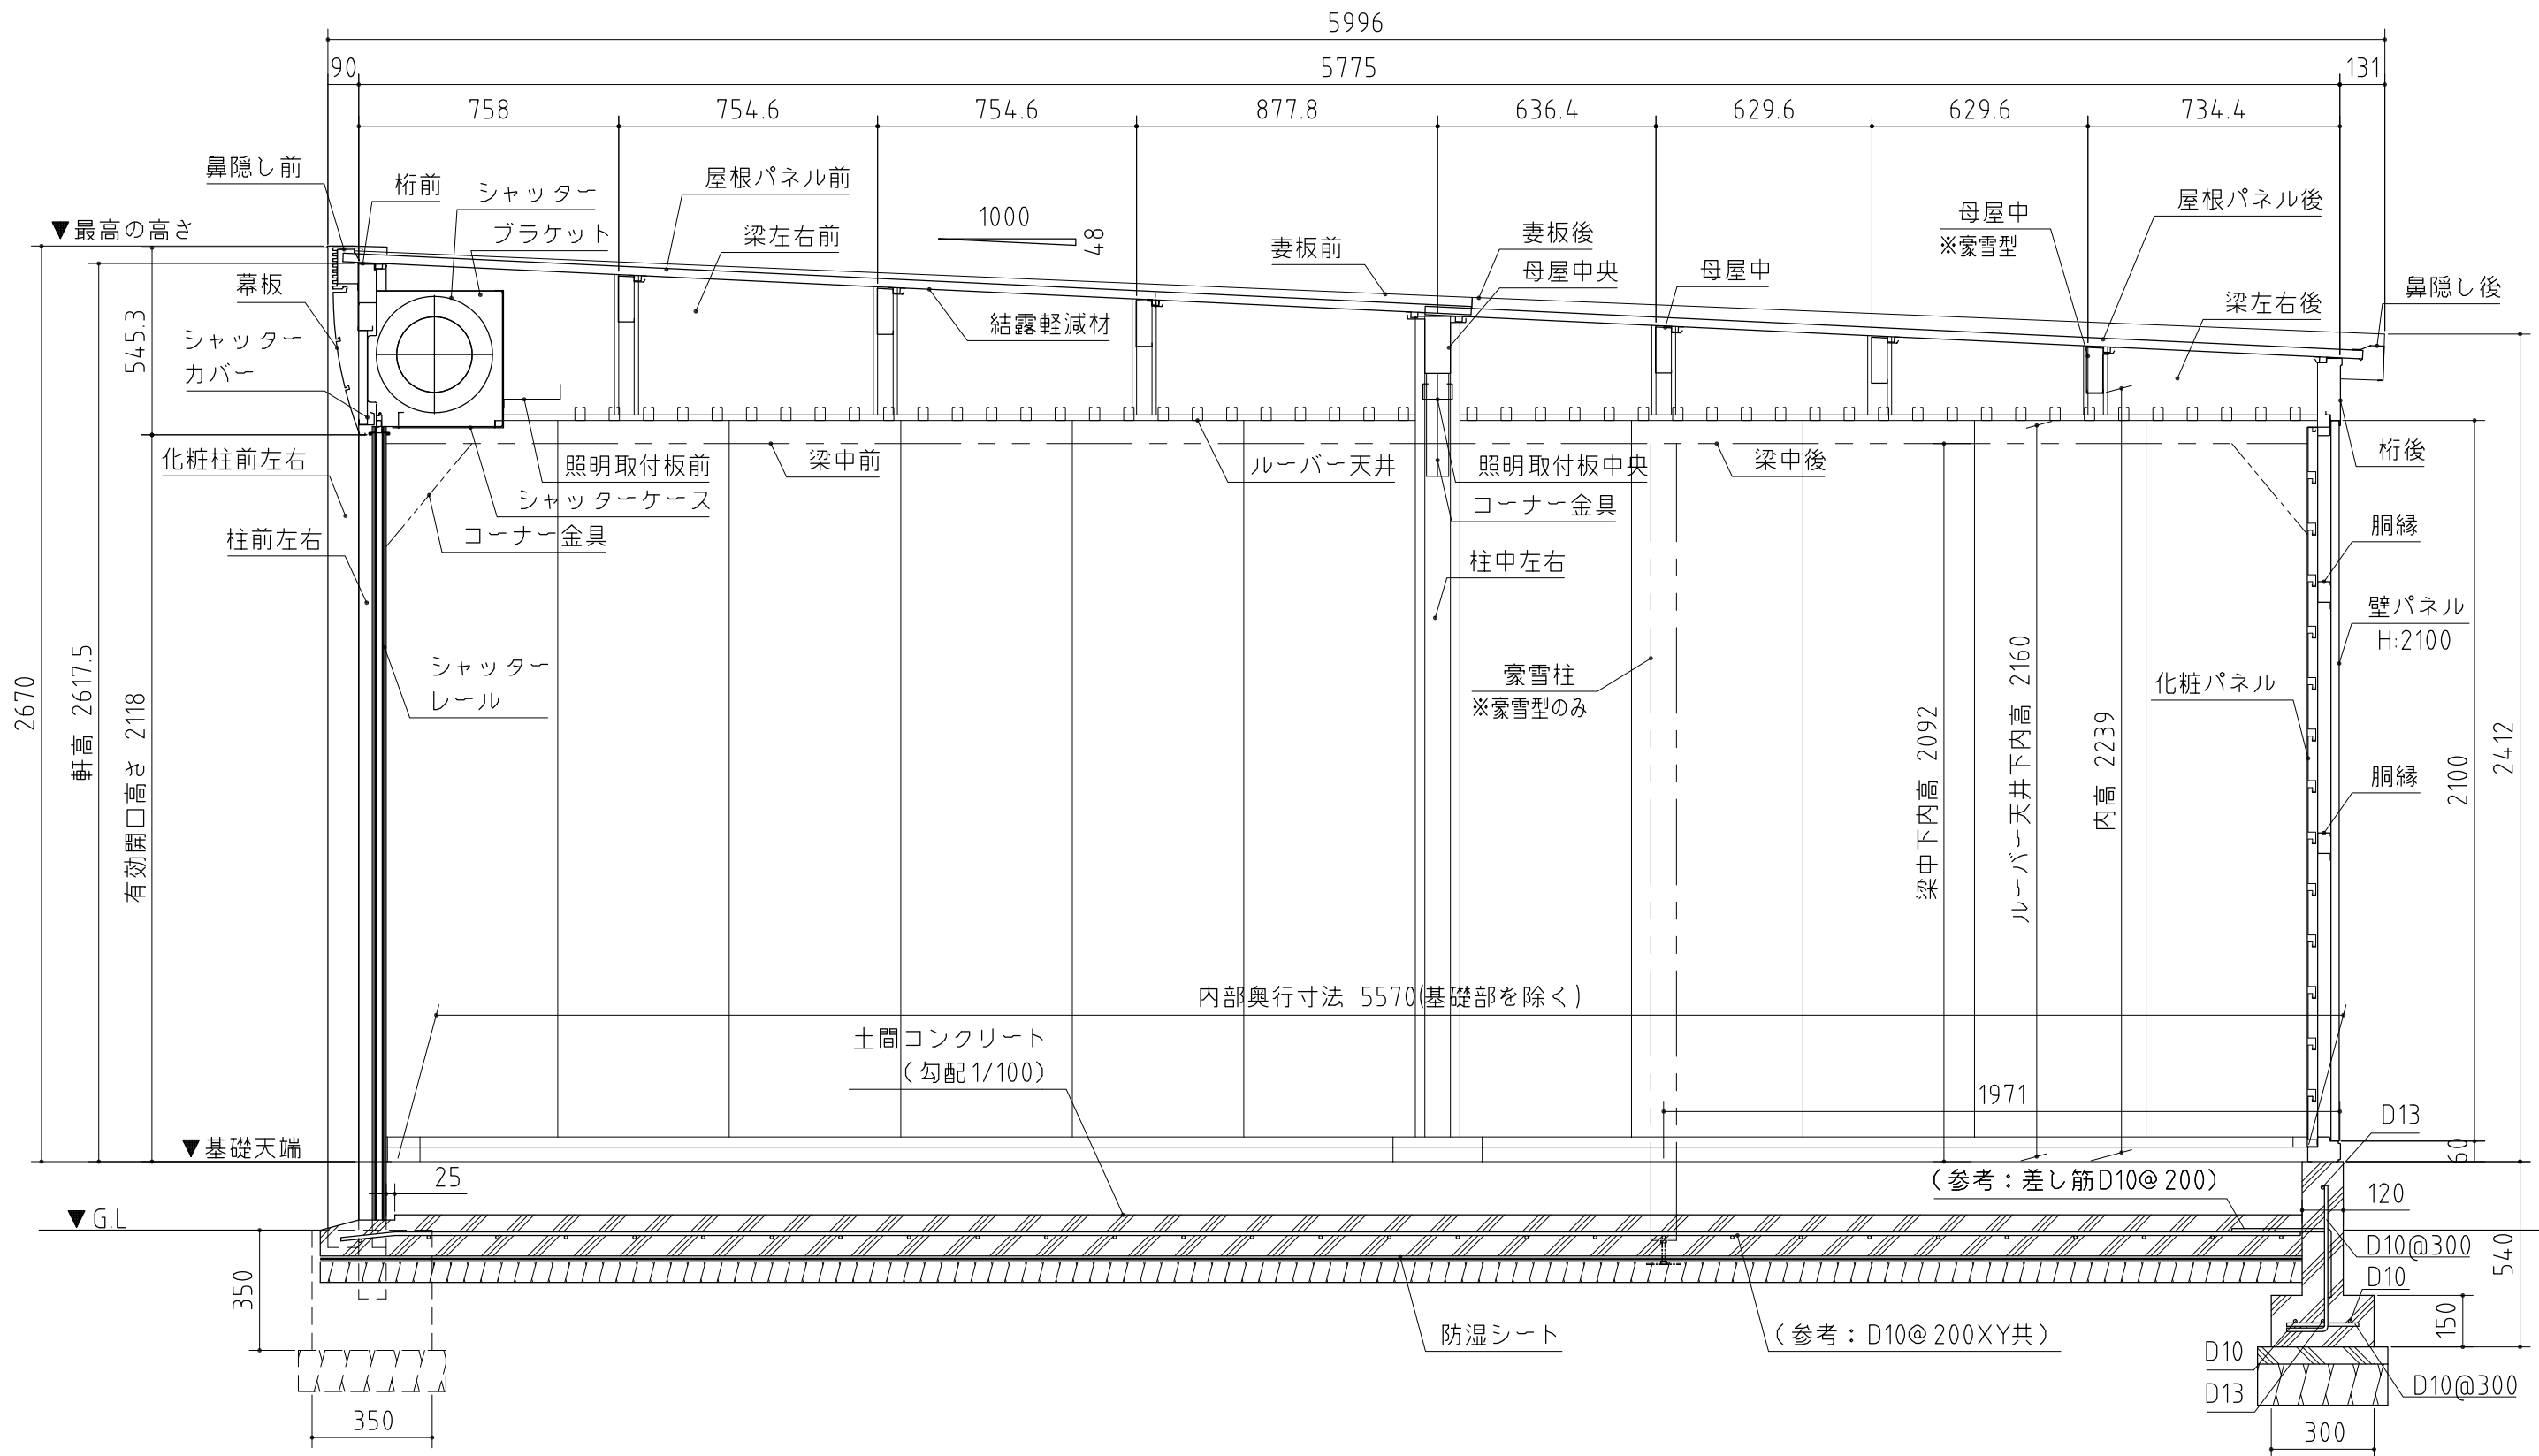 5996
90
5775
131
758
754.6
754.6
877.8
636.4
629.6
629.6
734.4
鼻隠し前
桁前
シャッター
ブラケット
屋根パネル前
梁左右前
1000
48
妻板前
妻板後
母屋中央
母屋中
母屋中
※豪雪型
屋根パネル後
梁左右後
鼻隠し後
▼最高の高さ
幕板
シャッター
カバー
結露軽減材
545.3
化粧柱前左右
柱前左右
照明取付板前
シャッターケース
コーナー金具
梁中前
ルーバー天井
照明取付板中央
コーナー金具
梁中後
桁後
柱中左右
胴縁
壁パネル
H:2100
シャッター
レール
豪雪柱
※豪雪型のみ
化粧パネル
胴縁
2670
軒高 2617.5
有効開口高さ 2118
梁中下内高 2092
ルーバー天井下内高 2160
内高 2239
2100
2412
内部奥行寸法 5570(基礎部を除く)
土間コンクリート
(勾配1/100)
1971
D13
60
▼基礎天端
25
(参考：差し筋D10@200)
120
▼G.L
D10@300
D10
540
350
150
防湿シート
(参考：D10@200XY共)
D10
D13
D10@300
350
300